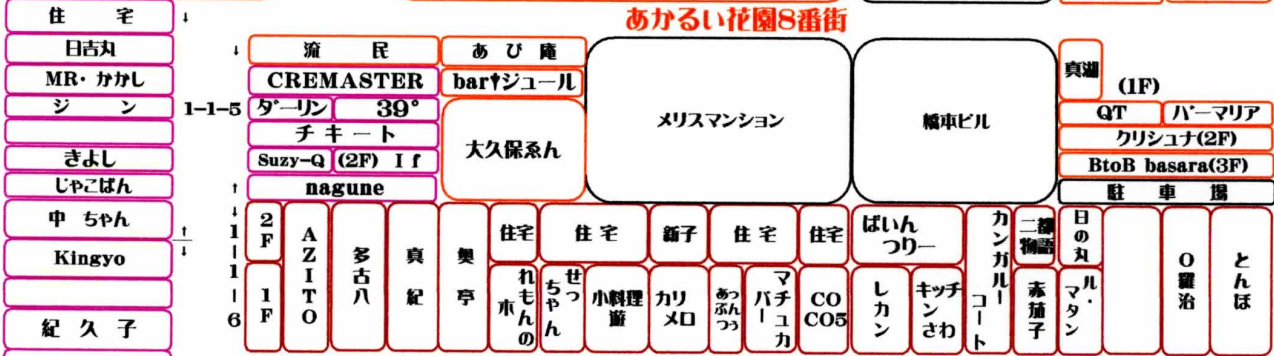 あかるい花園8番街
住 宅
日吉丸
MR・かかし
ジ ン
きよし
じゃこばん
中 ちゃん
Kingyo
紀 久 子
↓
↓
1-1-5
↑
↑
↓
流 民
CREMASTER
ダーリン
39°
チ キ ー ト
Suzy-Q
(2F) I f
nagune
あ び 庵
bar†ジュール
大久保ゑん
メリスマンション
橋本ビル
真湖
(1F)
QT
バーマリア
クリシュナ(2F)
BtoB basara(3F)
駐 車 場
↓1-1-6
2F
1F
AZITO
多古八
真紀
奥亭
住宅
れもんの木
住 宅
せっちゃん
小料理 遊
新子
カリメロ
住 宅
あっぷんつぅ
バーマチュカ
住宅
COCO5
ぱいんつりー
レカン
キッチンさわ
カンガルーコート
二都物語
赤茄子
日の丸
ル・マタン
O羅治
とんぼ